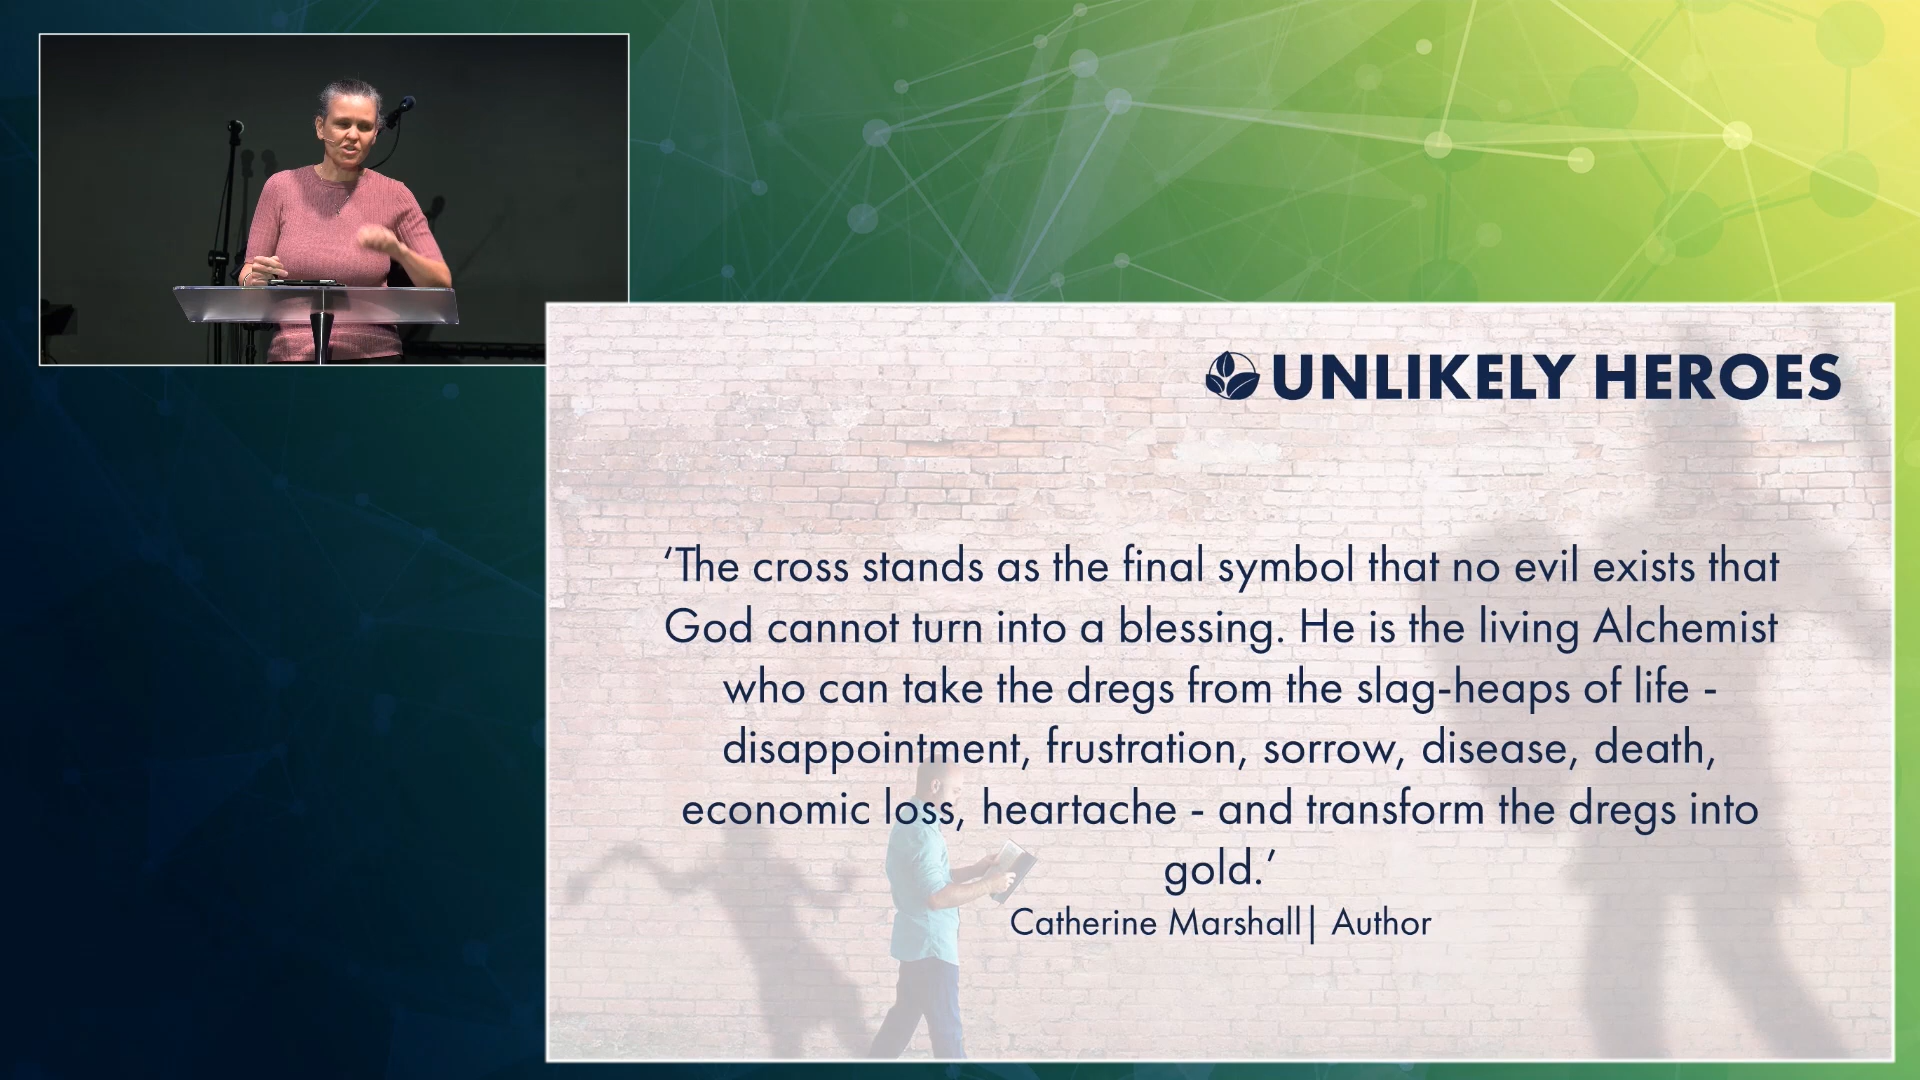 UNLIKELY HEROES
‘The cross stands as the final symbol that no evil exists that
God cannot turn into a blessing. He is the living Alchemist
who can take the dregs from the slag-heaps of life -
disappointment, frustration, sorrow, disease, death,
economic loss, heartache - and transform the dregs into
gold.’
Catherine Marshall| Author